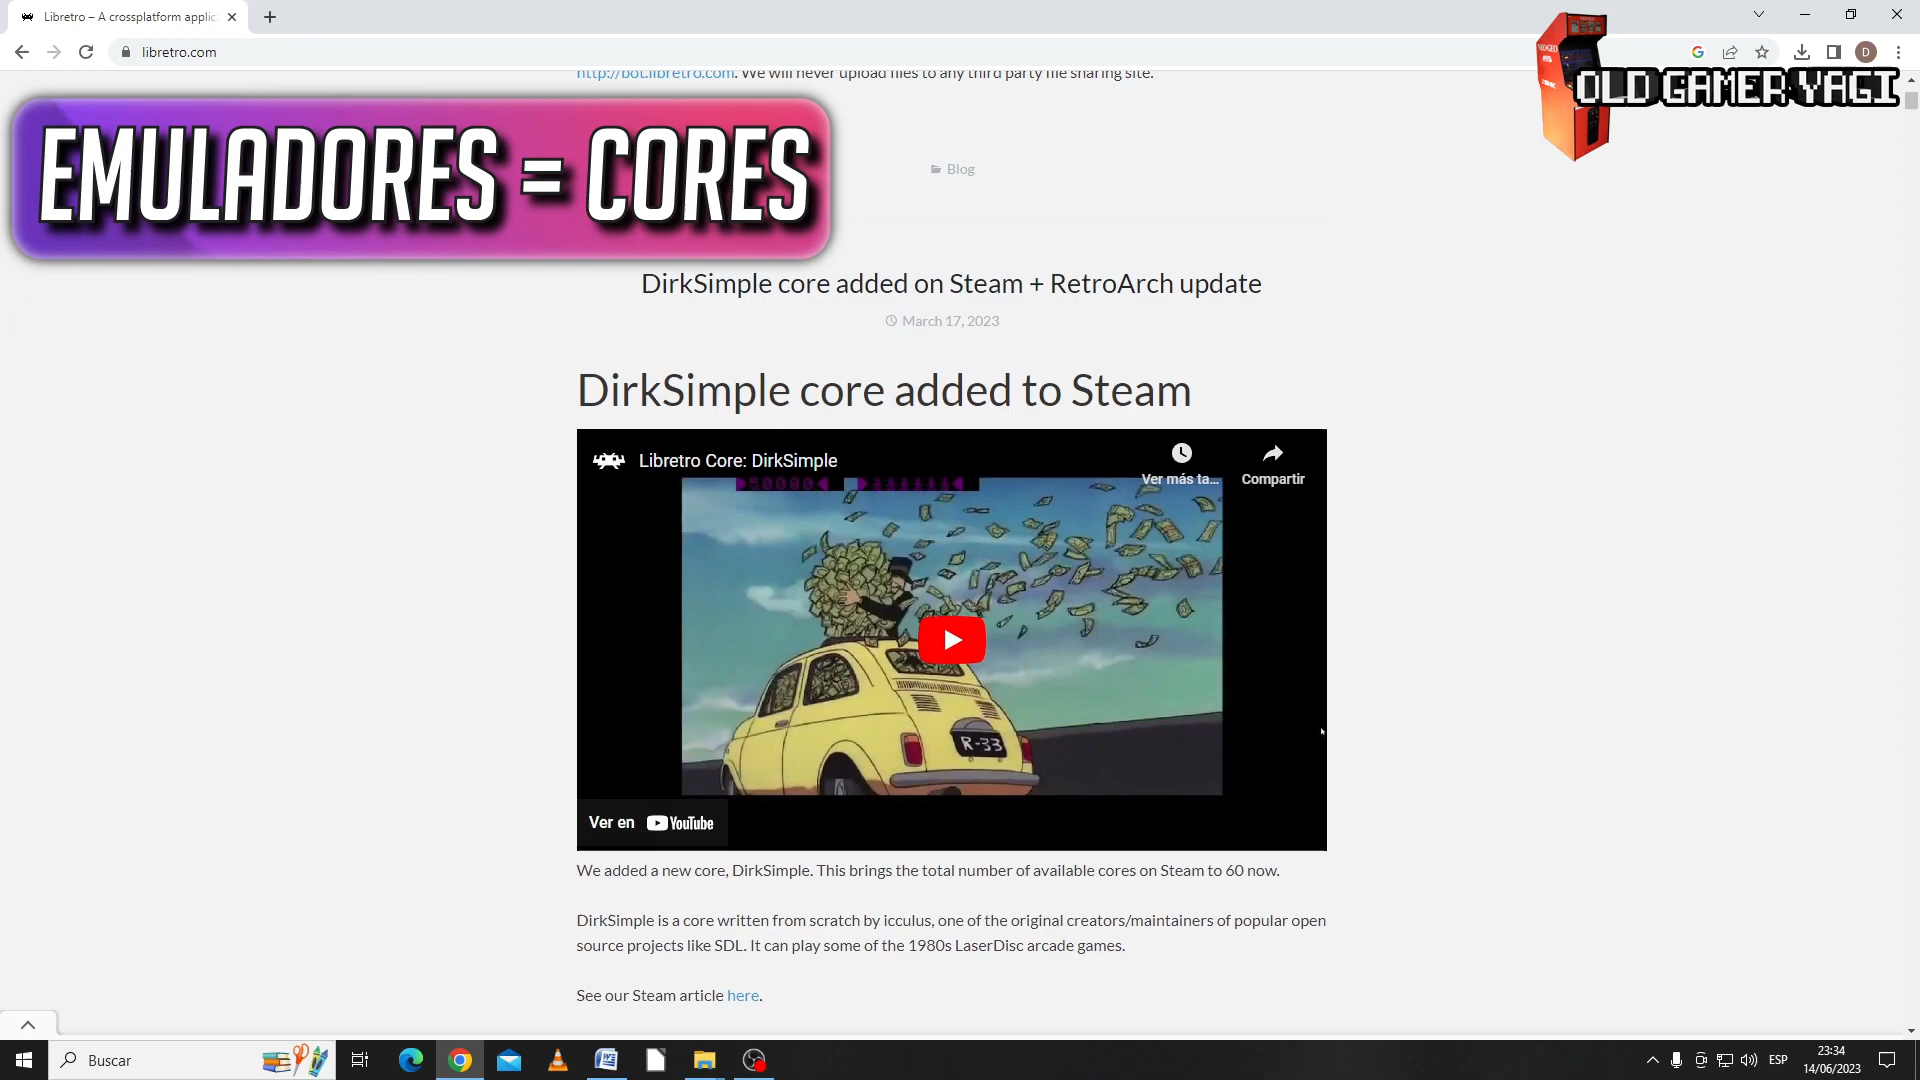 Libretro – A crossplatform applic
libretro.com
D
http://bot.libretro.com. We will never upload files to any third party file sharing site.
OLD GAMER YAGI
EMULADORES = CORES
Blog
DirkSimple core added on Steam + RetroArch update
March 17, 2023
DirkSimple core added to Steam
Libretro Core: DirkSimple
Ver más ta...
Compartir
50000
R-33
Ver en YouTube
We added a new core, DirkSimple. This brings the total number of available cores on Steam to 60 now.
DirkSimple is a core written from scratch by icculus, one of the original creators/maintainers of popular open
source projects like SDL. It can play some of the 1980s LaserDisc arcade games.
See our Steam article here.
Buscar
ESP
23:34
14/06/2023